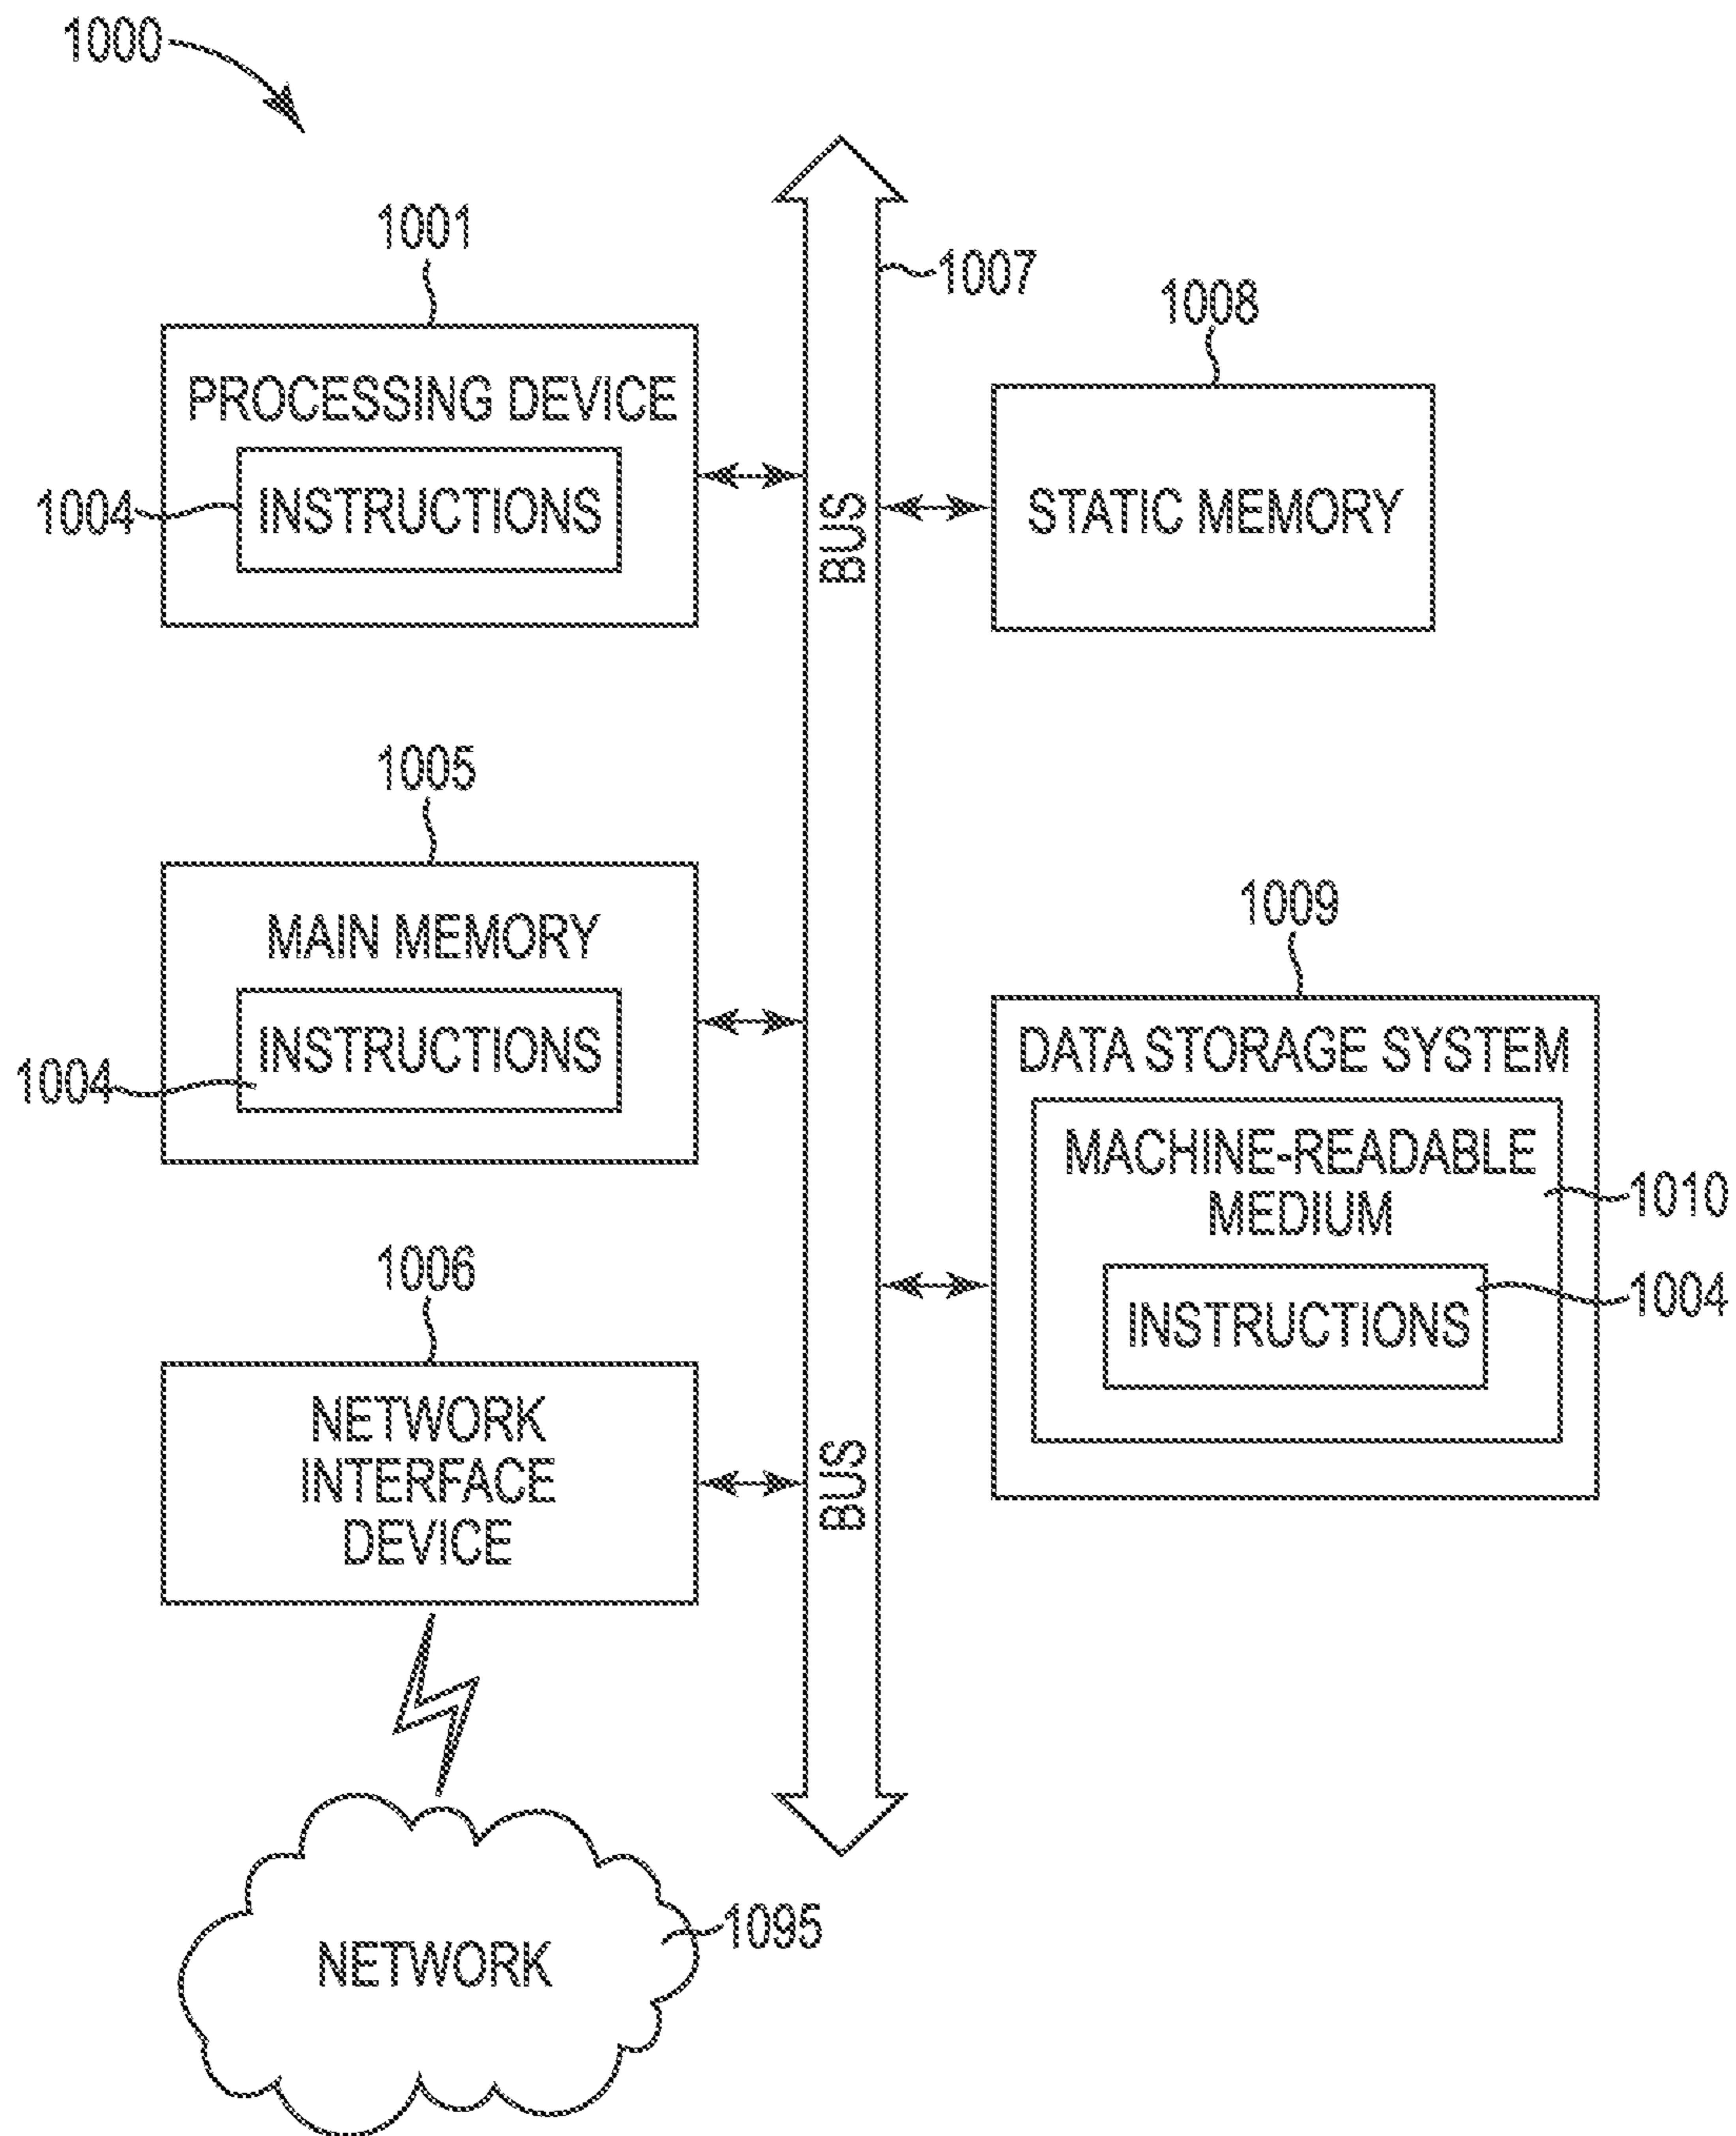 1000
1001
PROCESSING DEVICE
1004
INSTRUCTIONS
1005
MAIN MEMORY
INSTRUCTIONS
1004
1006
NETWORK
INTERFACE
DEVICE
NETWORK
1095
BUS
BUS
1007
1008
STATIC MEMORY
1009
DATA STORAGE SYSTEM
MACHINE-READABLE
MEDIUM
1010
INSTRUCTIONS
1004